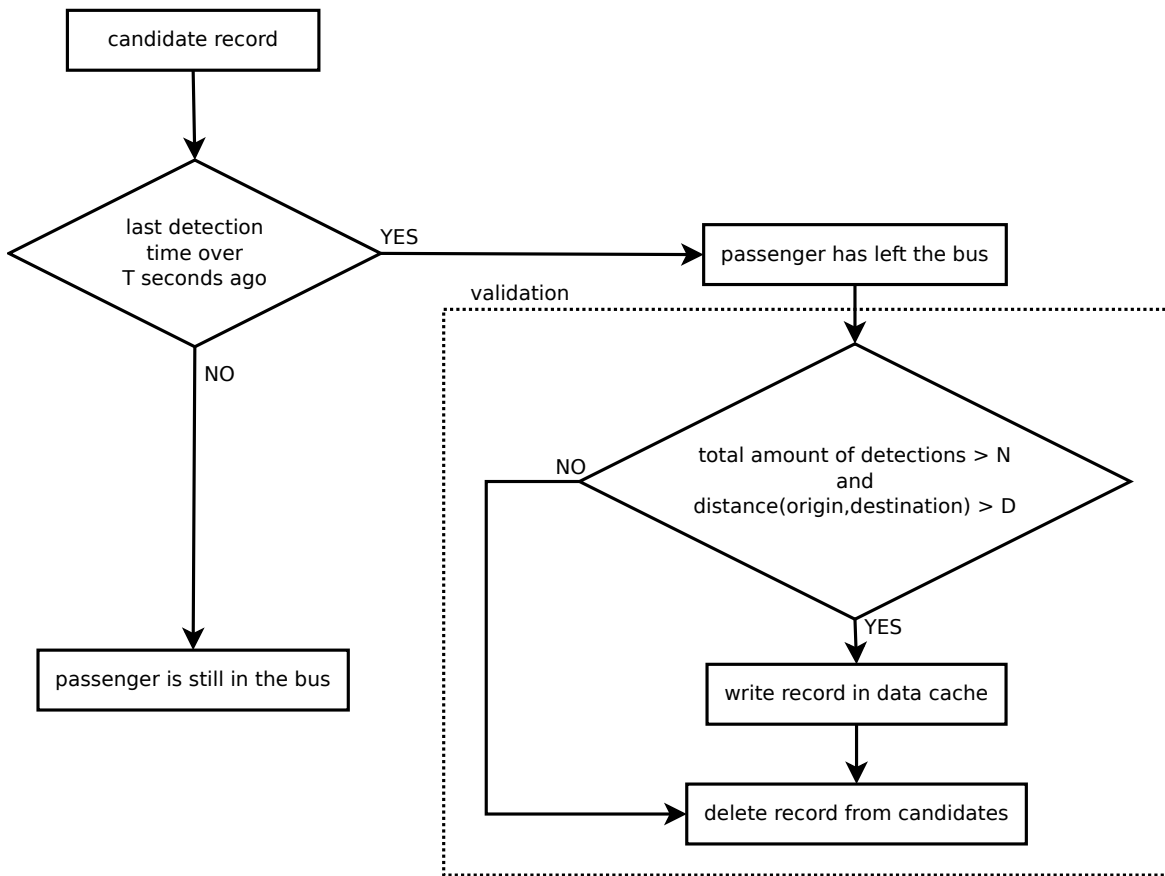 candidate record
last detection
time over
T seconds ago
YES
passenger has left the bus
validation
NO
total amount of detections > N
and
distance(origin,destination) > D
NO
YES
passenger is still in the bus
write record in data cache
delete record from candidates